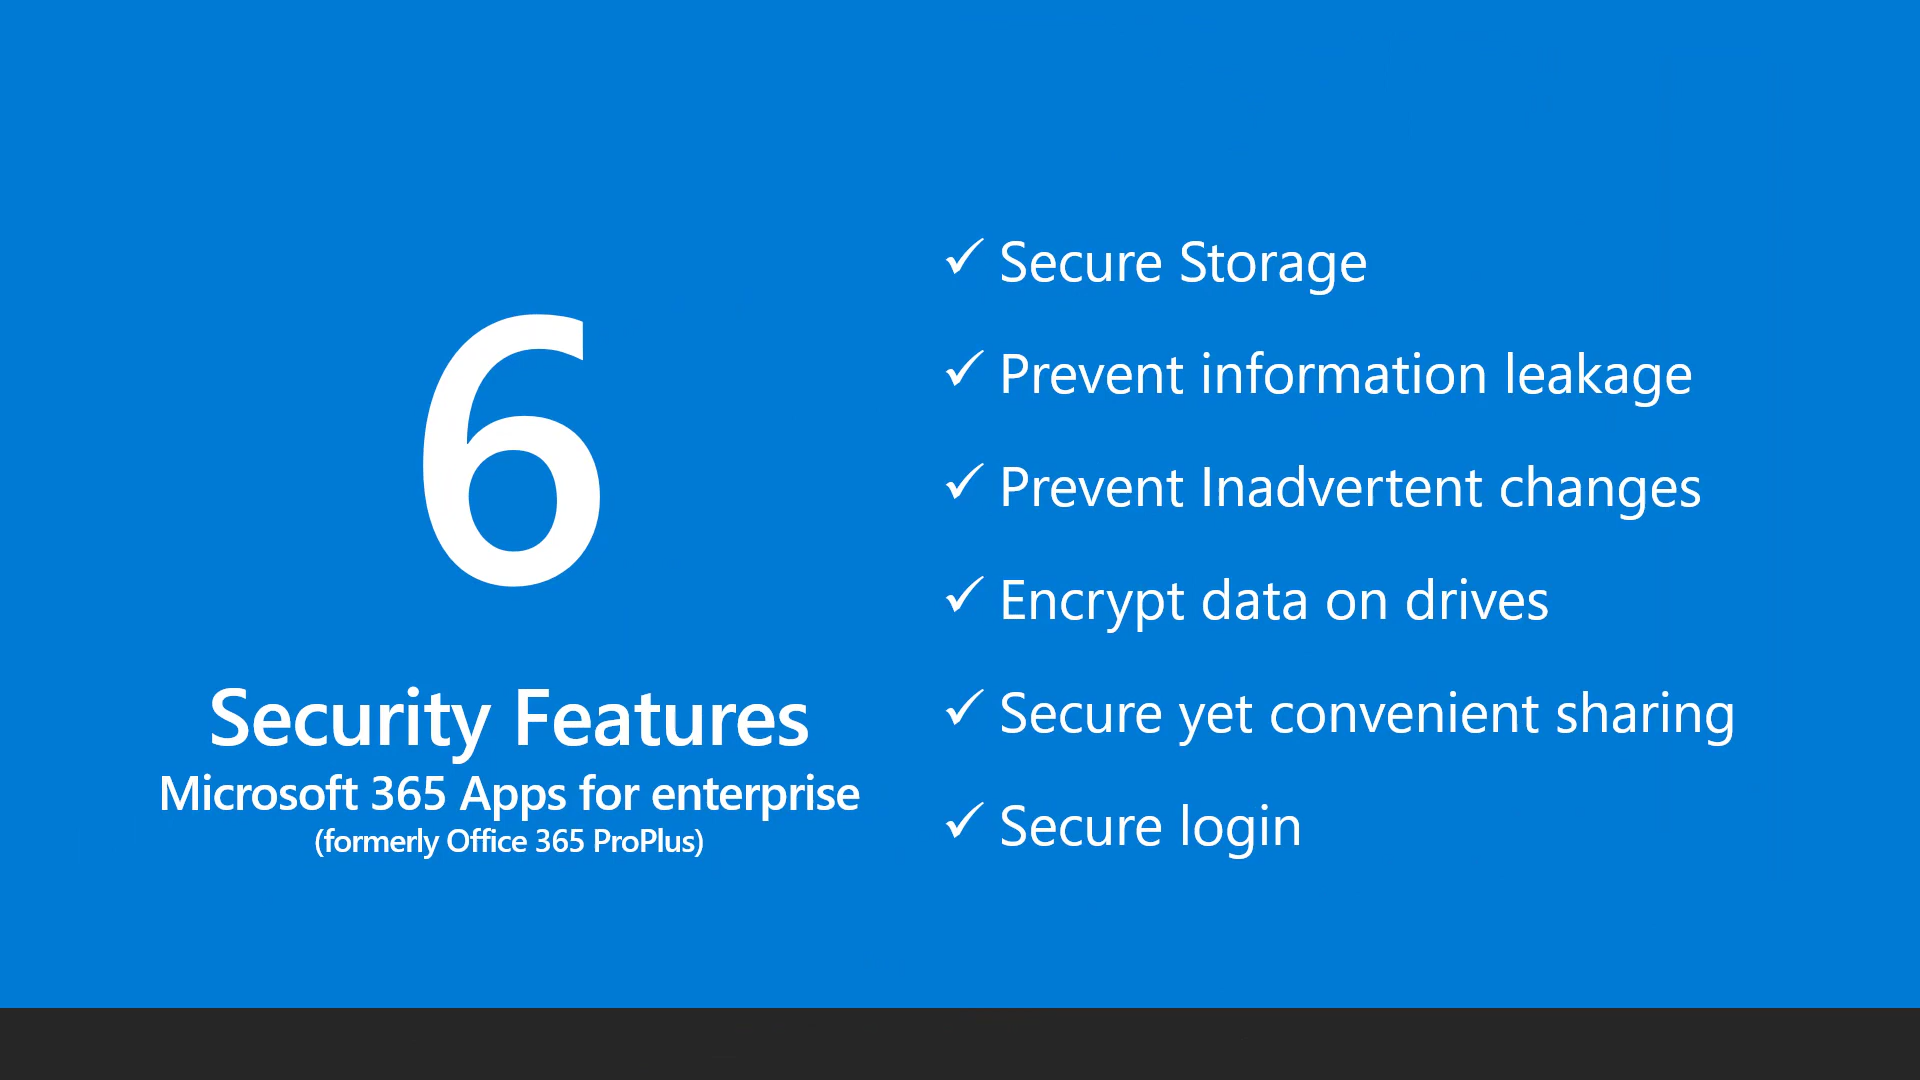 6
Security Features
Microsoft 365 Apps for enterprise
(formerly Office 365 ProPlus)
✓ Secure Storage
✓ Prevent information leakage
✓ Prevent Inadvertent changes
✓ Encrypt data on drives
✓ Secure yet convenient sharing
✓ Secure login